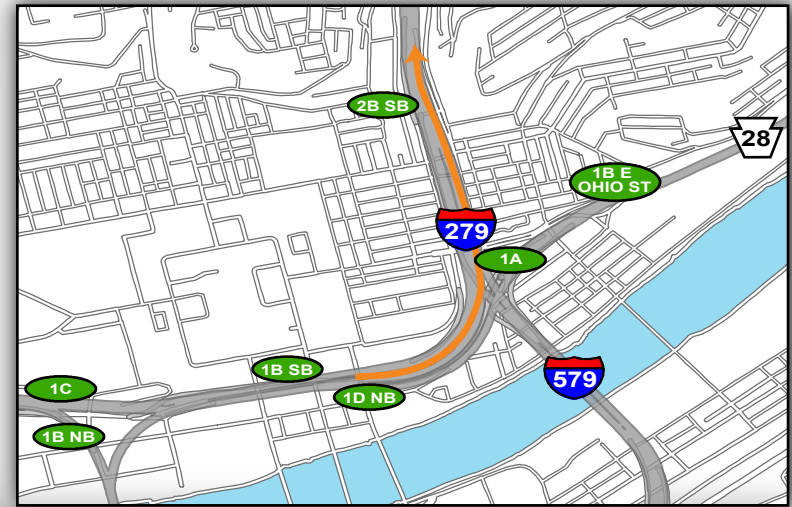 2B SB
28
1B E
OHIO ST
279
1A
1B SB
579
1C
1D NB
1B NB